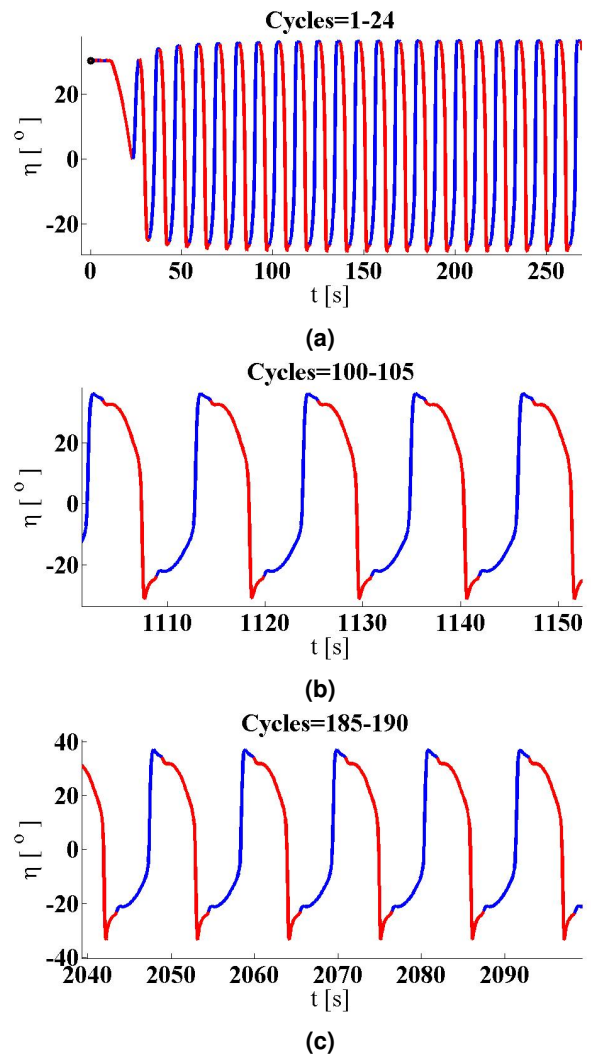 Cycles=1-24
20
0
-20
η [ º ]
0 50 100 150 200 250
t [s]
(a)
Cycles=100-105
20
0
-20
η [ º ]
1110 1120 1130 1140 1150
t [s]
(b)
Cycles=185-190
40
20
0
-20
-40
η [ º ]
2040 2050 2060 2070 2080 2090
t [s]
(c)